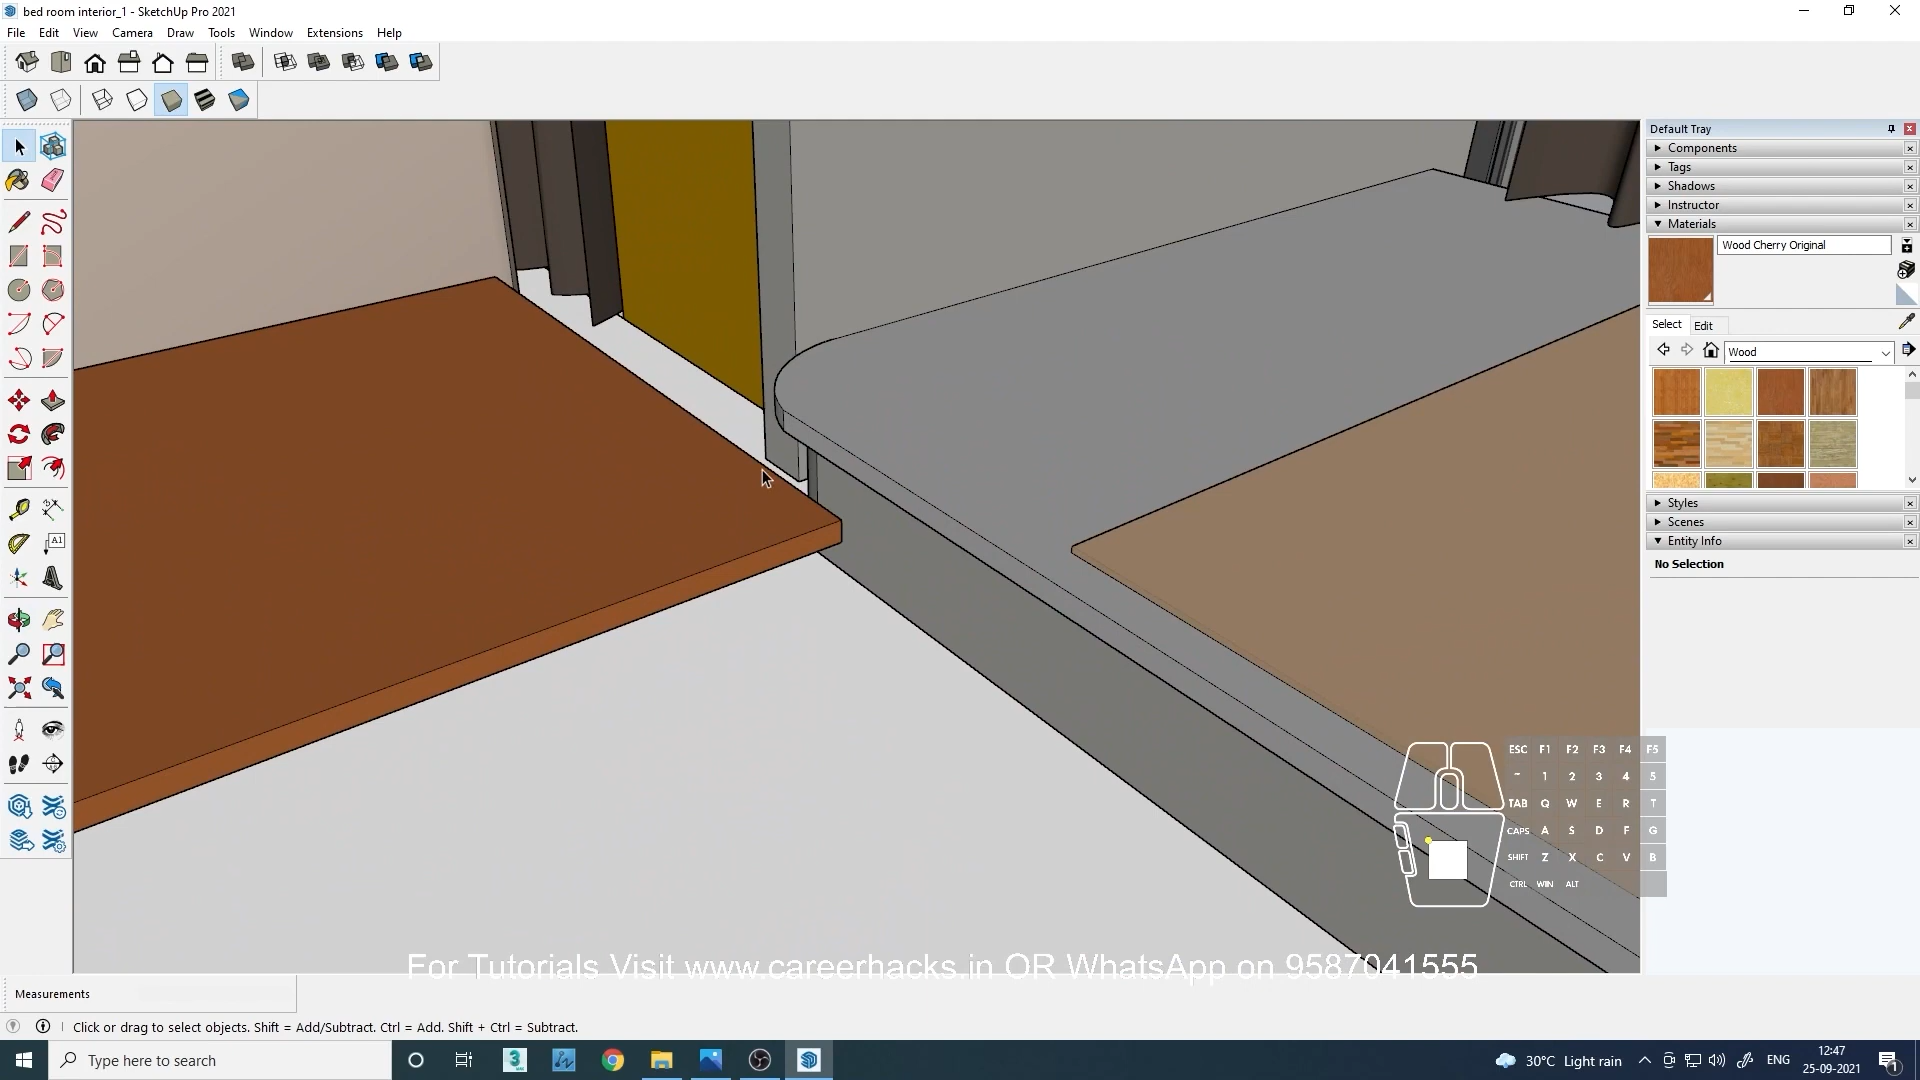 bed room interior_1 - SketchUp Pro 2021
File Edit View Camera Draw Tools Window Extensions Help
Default Tray
Components
Tags
Shadows
Instructor
Materials
Wood Cherry Original
Select Edit
Wood
A1
Styles
Scenes
Entity Info
No Selection
ESC F1 F2 F3 F4 F5
~ 1 2 3 4 5
TAB Q W E R T
CAPS A S D F G
SHIFT Z X C V B
CTRL WIN ALT
For Tutorials Visit www.careerhacks.in OR WhatsApp on 9587041555
Measurements
Click or drag to select objects. Shift = Add/Subtract. Ctrl = Add. Shift + Ctrl = Subtract.
Type here to search
3
30°C Light rain
ENG
12:47
25-09-2021
1